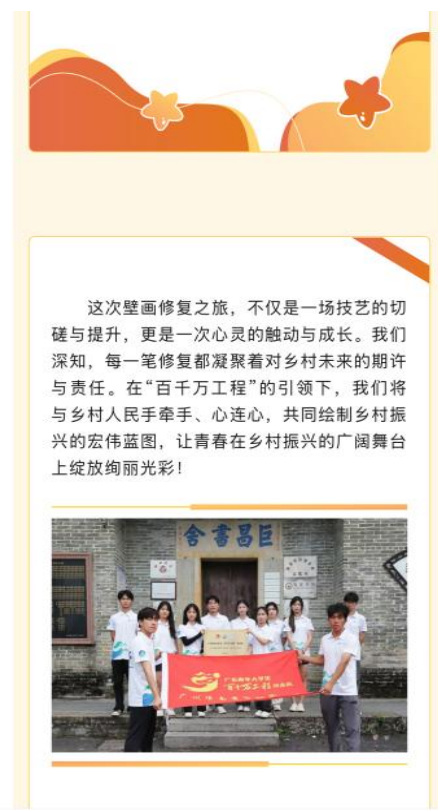 这次壁画修复之旅，不仅是一场技艺的切
磋与提升，更是一次心灵的触动与成长。我们
深知，每一笔修复都凝聚着对乡村未来的期许
与责任。在“百千万工程”的引领下，我们将
与乡村人民手牵手、心连心，共同绘制乡村振
兴的宏伟蓝图，让青春在乡村振兴的广阔舞台
上绽放绚丽光彩！
舍書昌巨
百千万工程